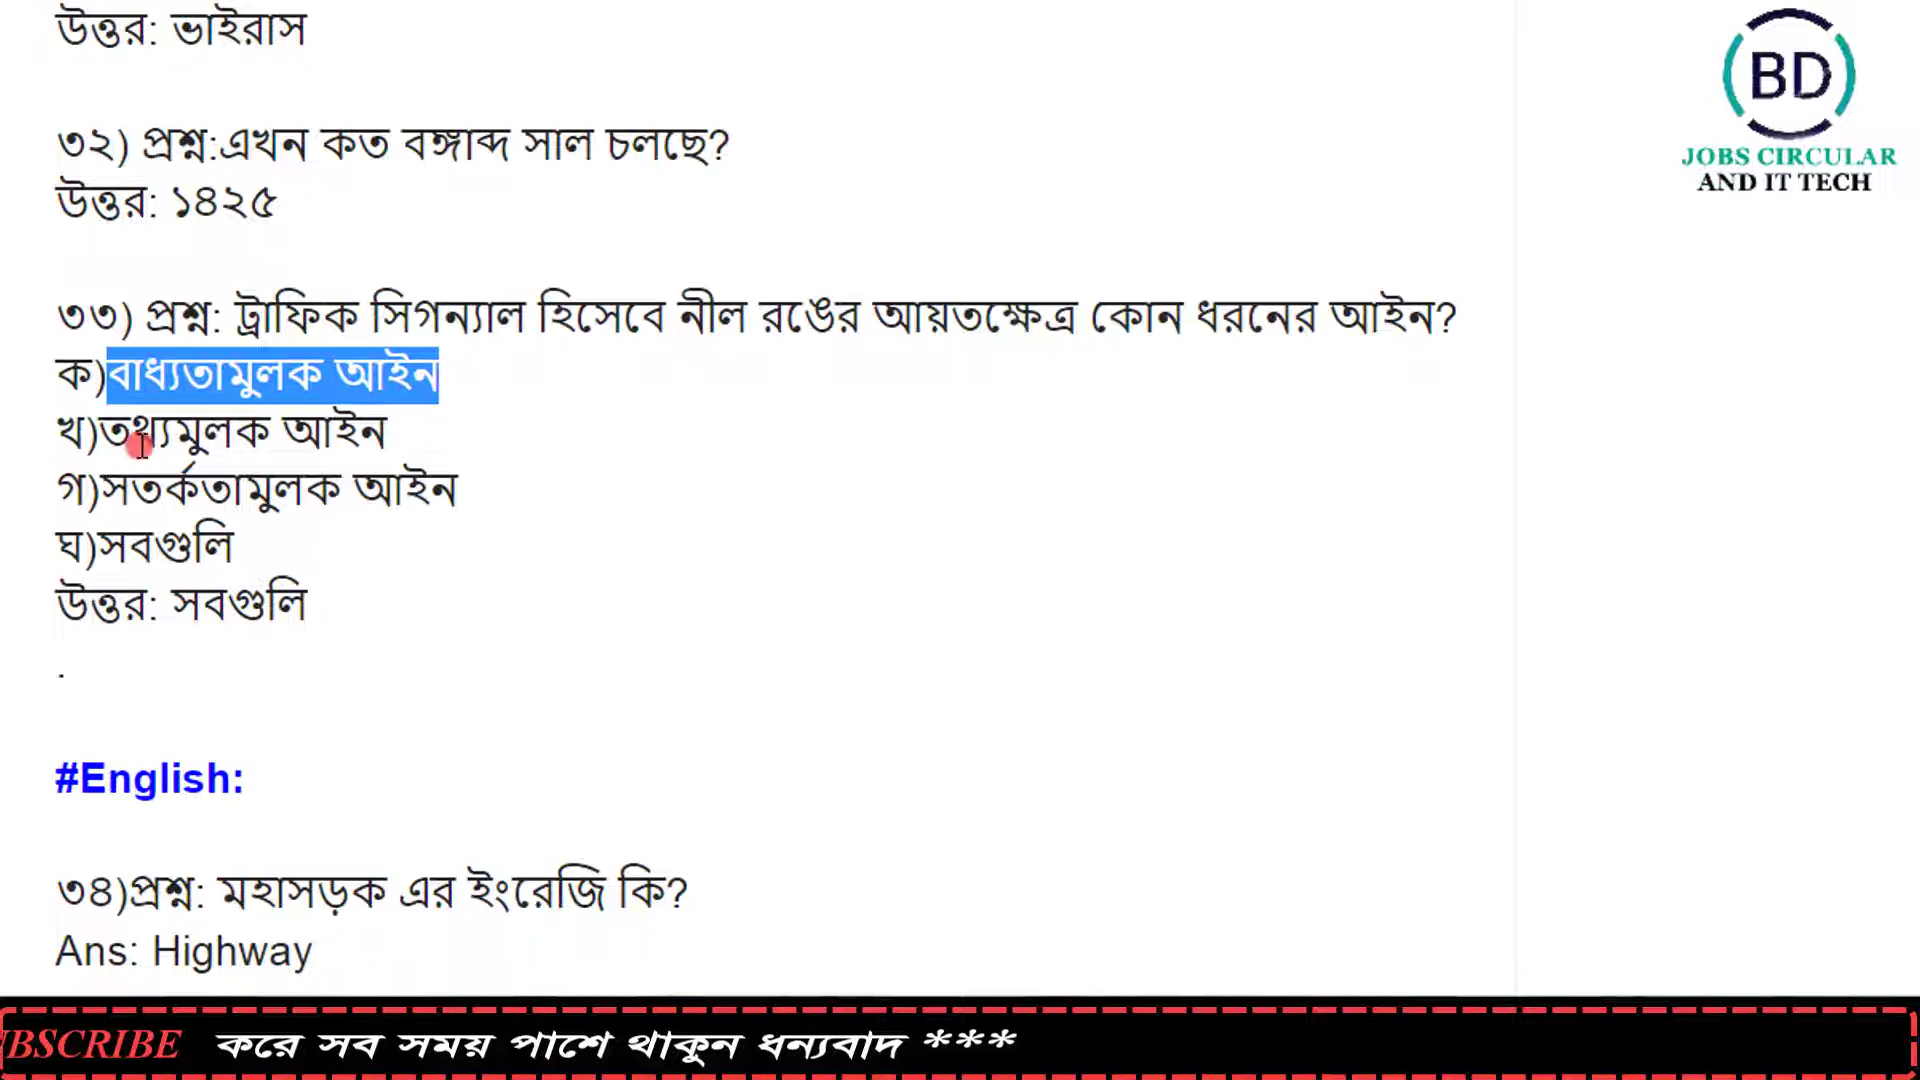 উত্তর: ভাইরাস
৩২) প্রশ্ন:এখন কত বঙ্গাব্দ সাল চলছে?
উত্তর: ১৪২৫
৩৩) প্রশ্ন: ট্রাফিক সিগন্যাল হিসেবে নীল রঙের আয়তক্ষেত্র কোন ধরনের আইন?
ক)বাধ্যতামুলক আইন
খ)তথ্যমুলক আইন
গ)সতর্কতামুলক আইন
ঘ)সবগুলি
উত্তর: সবগুলি
.
#English:
৩৪)প্রশ্ন: মহাসড়ক এর ইংরেজি কি?
Ans: Highway
BD
JOBS CIRCULAR
AND IT TECH
UBSCRIBE করে সব সময় পাশে থাকুন ধন্যবাদ ***